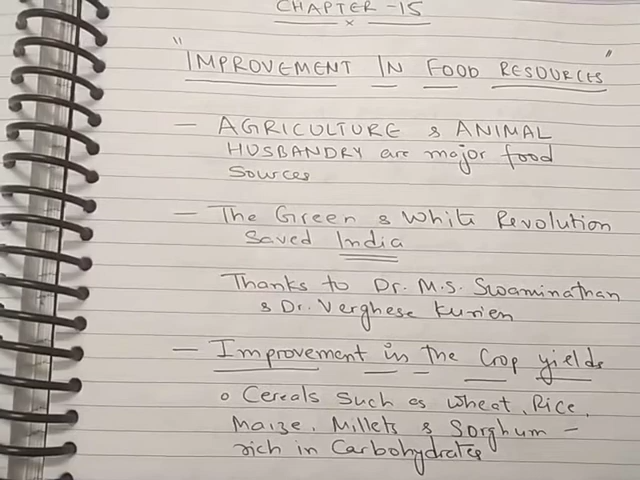 CHAPTER -15
x
"IMPROVEMENT IN FOOD RESOURCES"
- AGRICULTURE & ANIMAL
HUSBANDRY are major food
Sources
- The Green & White Revolution
Saved India
Thanks to Dr. M.S. Swaminathan
& Dr. Verghese Kurien
- Improvement in the Crop yields
o Cereals Such as Wheat, Rice,
Maize, Millets & Sorghum -
rich in Carbohydrates